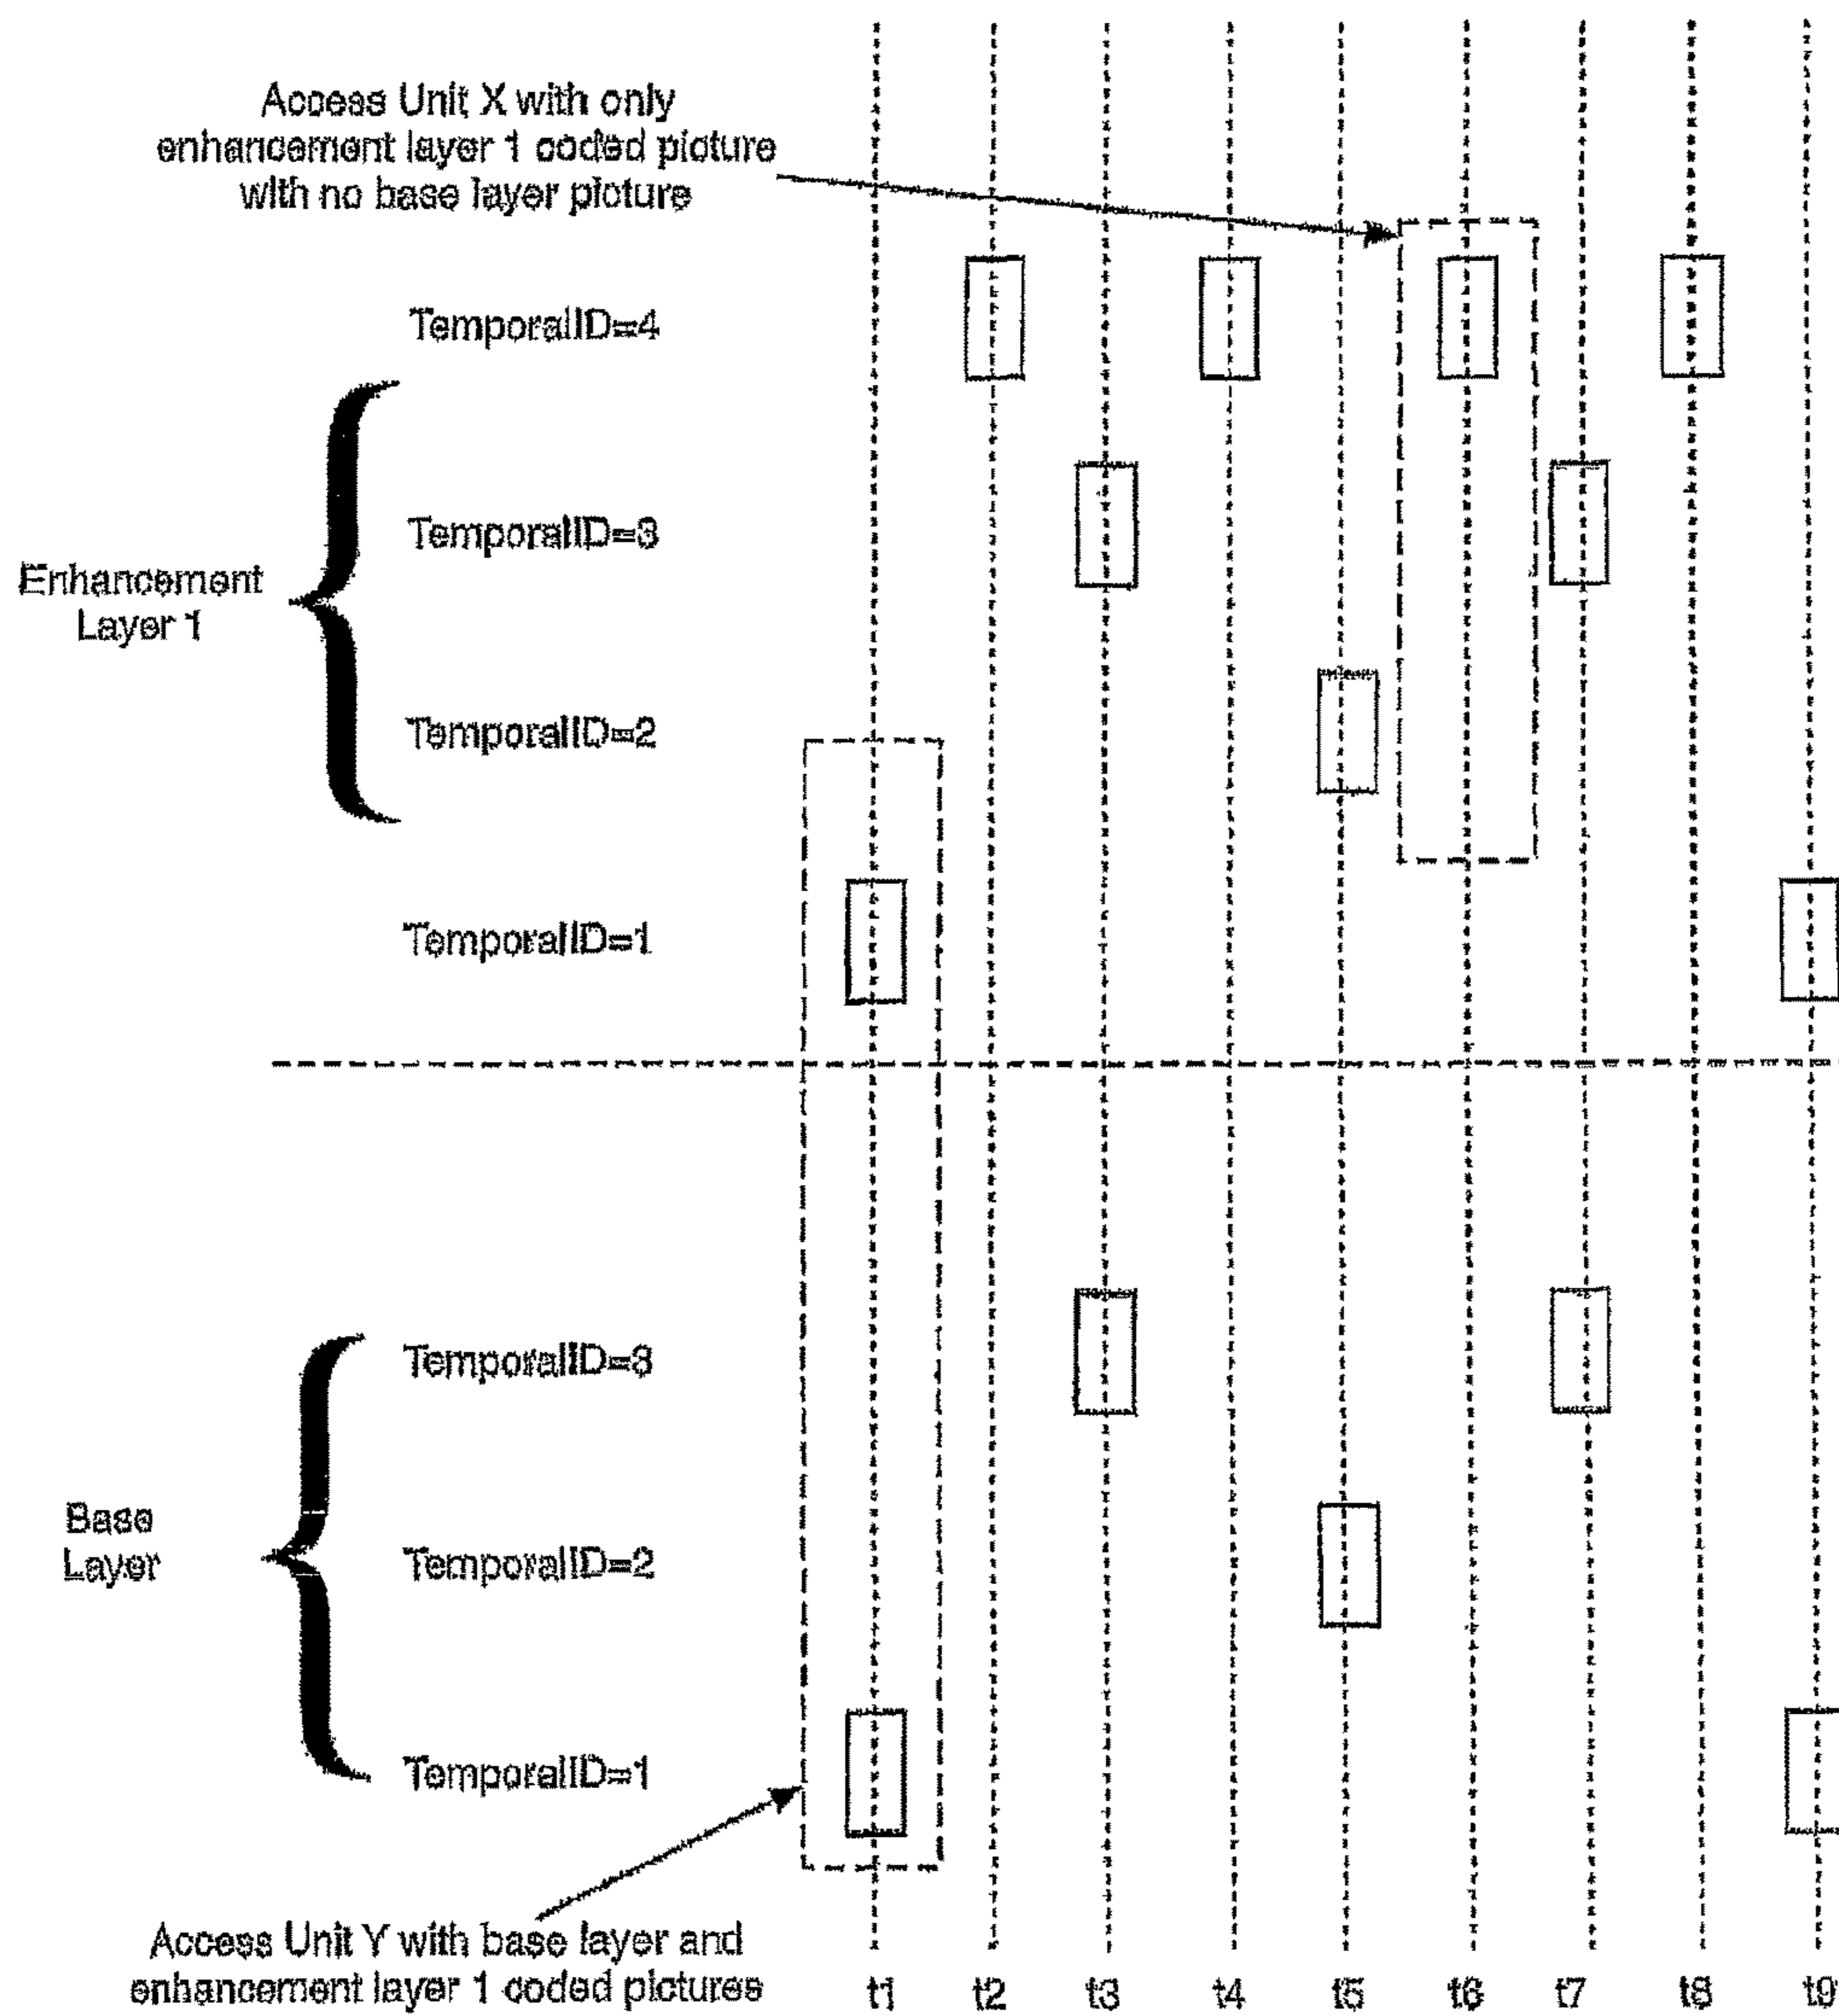 Access Unit X with only
enhancement layer 1 coded picture
with no base layer picture
TemporalID=4
TemporalID=3
Enhancement
Layer 1
TemporalID=2
TemporalID=1
TemporalID=3
Base
Layer
TemporalID=2
TemporalID=1
Access Unit Y with base layer and
enhancement layer 1 coded pictures
t1 t2 t3 t4 t5 t6 t7 t8 t9